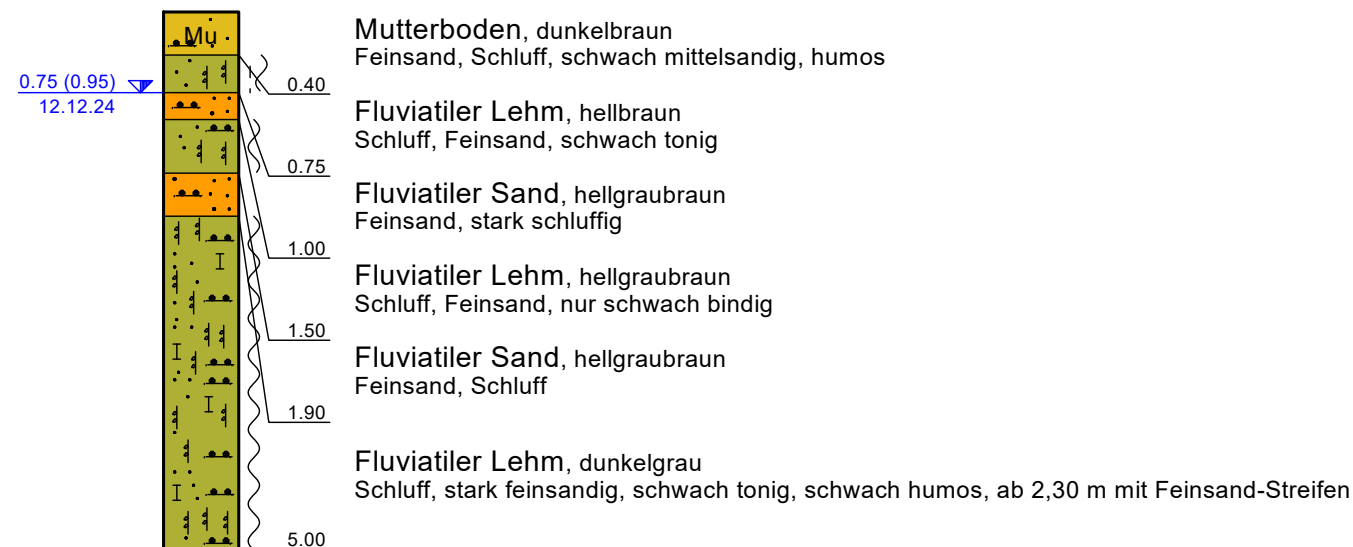 Mu
Mutterboden, dunkelbraun
Feinsand, Schluff, schwach mittelsandig, humos
0.75 (0.95)
12.12.24
0.40
Fluviatiler Lehm, hellbraun
Schluff, Feinsand, schwach tonig
0.75
Fluviatiler Sand, hellgraubraun
Feinsand, stark schluffig
1.00
Fluviatiler Lehm, hellgraubraun
Schluff, Feinsand, nur schwach bindig
1.50
Fluviatiler Sand, hellgraubraun
Feinsand, Schluff
1.90
Fluviatiler Lehm, dunkelgrau
Schluff, stark feinsandig, schwach tonig, schwach humos, ab 2,30 m mit Feinsand-Streifen
5.00